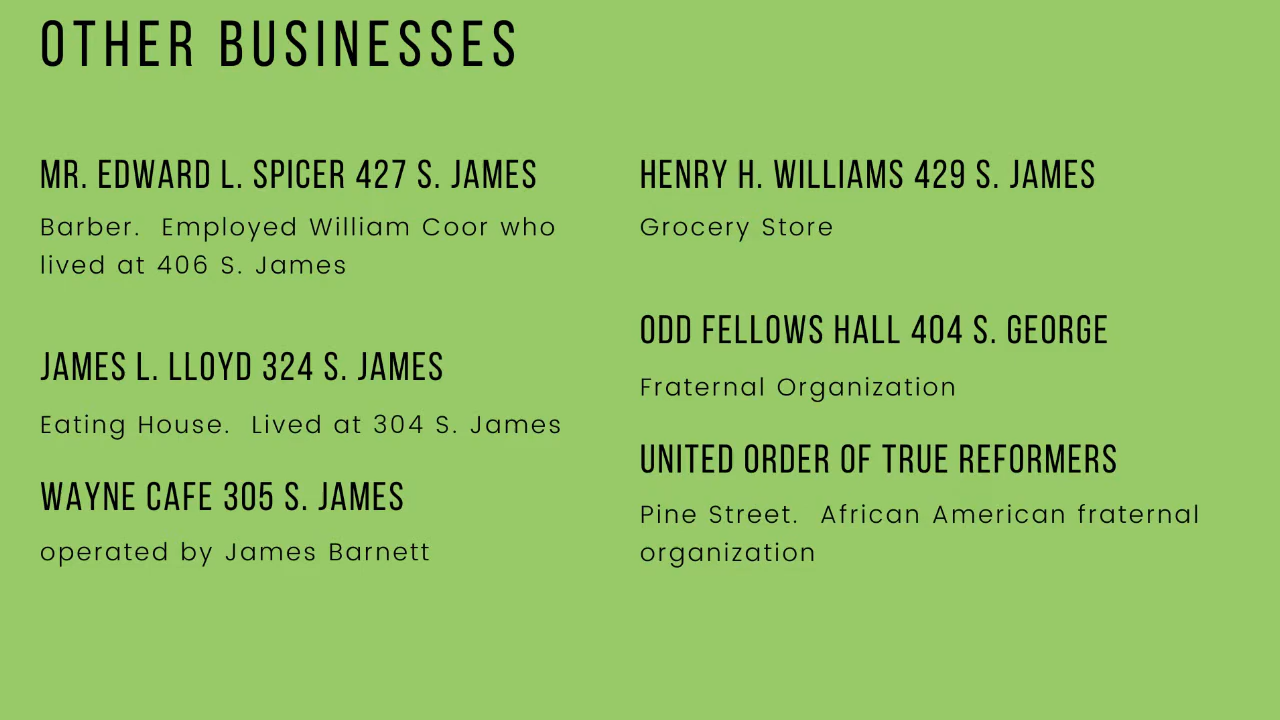 OTHER BUSINESSES
MR. EDWARD L. SPICER 427 S. JAMES
Barber.  Employed William Coor who
lived at 406 S. James
JAMES L. LLOYD 324 S. JAMES
Eating House.  Lived at 304 S. James
WAYNE CAFE 305 S. JAMES
operated by James Barnett
HENRY H. WILLIAMS 429 S. JAMES
Grocery Store
ODD FELLOWS HALL 404 S. GEORGE
Fraternal Organization
UNITED ORDER OF TRUE REFORMERS
Pine Street.  African American fraternal
organization